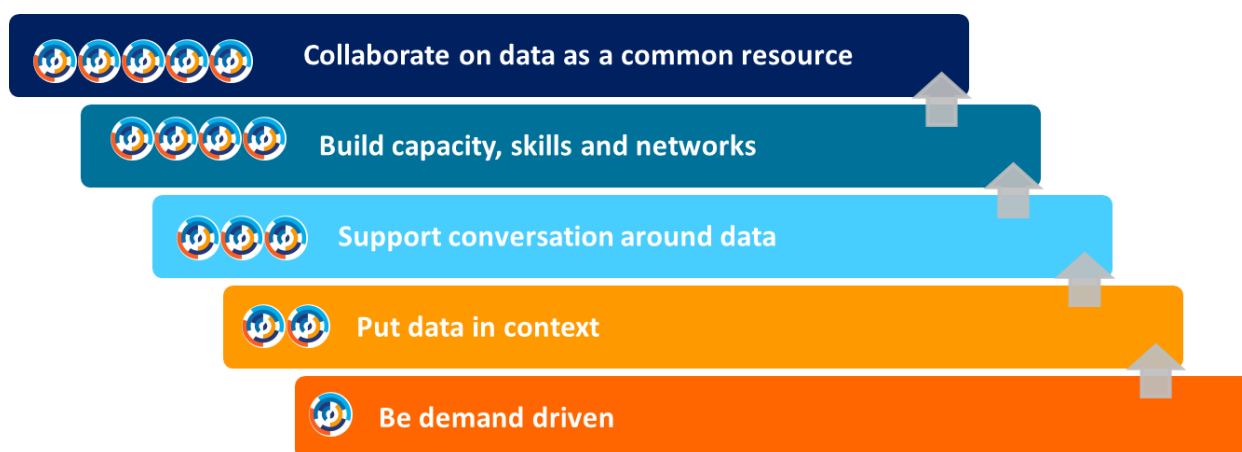 Collaborate on data as a common resource
Build capacity, skills and networks
Support conversation around data
Put data in context
Be demand driven